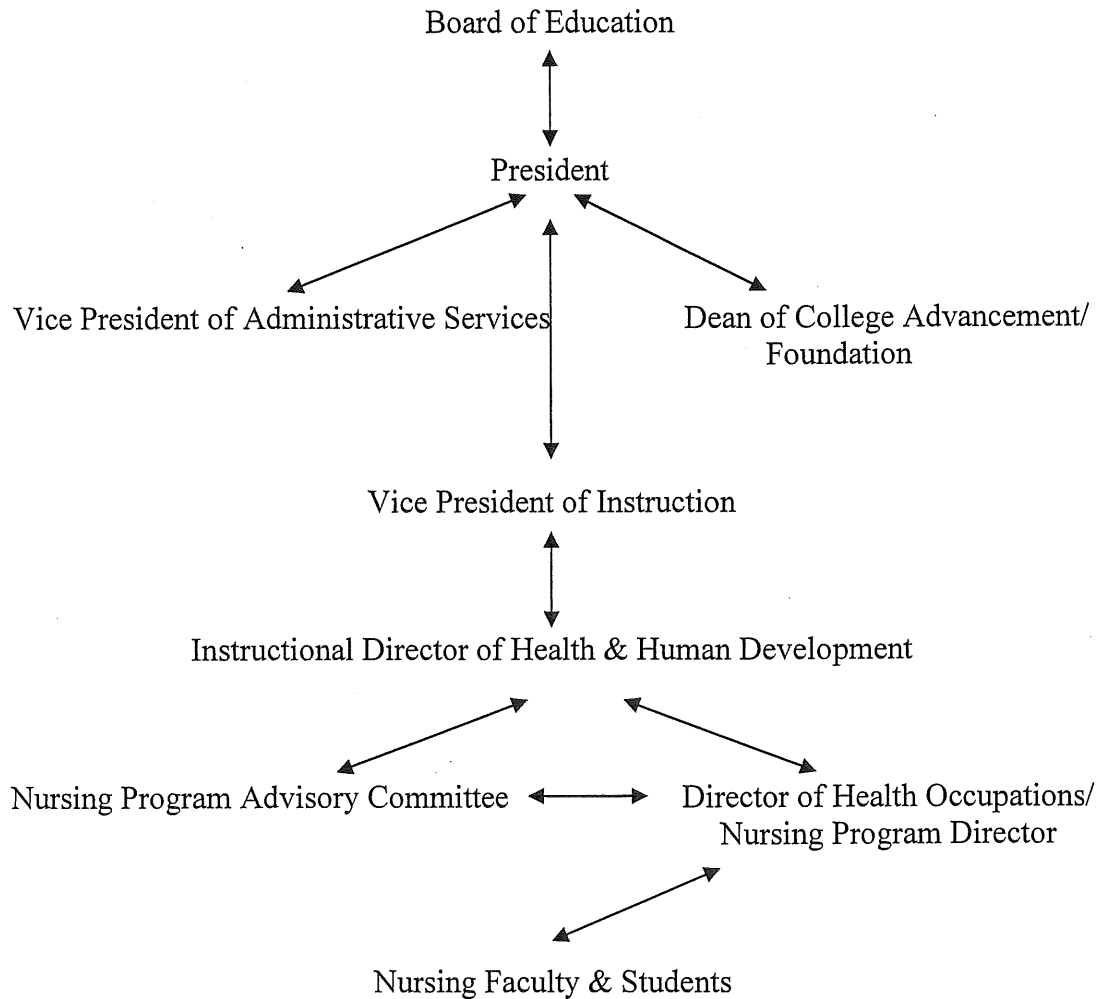 Board of Education
President
Vice President of Administrative Services
Dean of College Advancement/
Foundation
Vice President of Instruction
Instructional Director of Health & Human Development
Nursing Program Advisory Committee
Director of Health Occupations/
Nursing Program Director
Nursing Faculty & Students